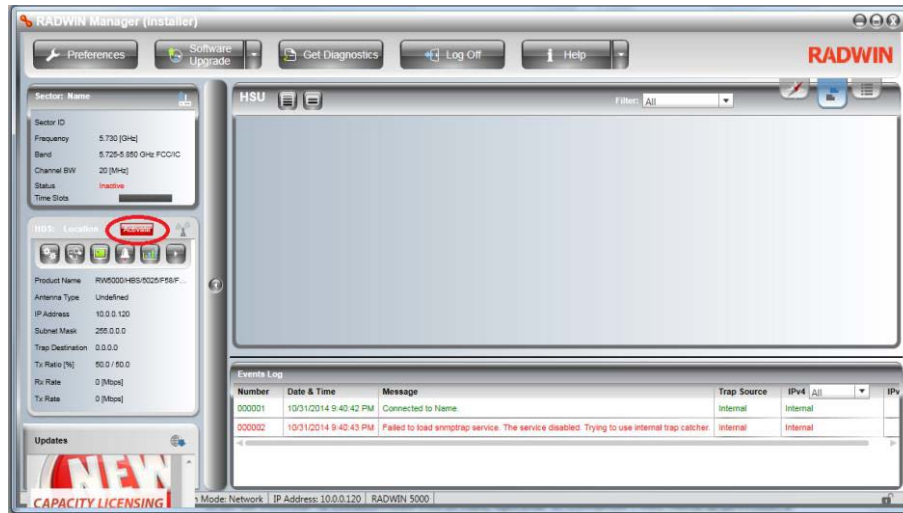 RADWIN Manager (Installer)
Preferences
Software Upgrade
Get Diagnostics
Log Off
Help
RADWIN
Sector: Name
Sector ID
Frequency 5.730 [GHz]
Band 5.725-5.850 GHz FCC/IC
Channel BW 20 [MHz]
Status Inactive
Time Slots
HBS: Location Activate
Product Name RW5000/HBS/5025/F58/F...
Antenna Type Undefined
IP Address 10.0.0.120
Subnet Mask 255.0.0.0
Trap Destination 0.0.0.0
Tx Ratio [%] 50.0 / 50.0
Rx Rate 0 [Mbps]
Tx Rate 0 [Mbps]
Updates
NEW
CAPACITY LICENSING
HSU
Filter: All
Events Log
Number Date & Time Message Trap Source IPv4 All IPv
000001 10/31/2014 9:40:42 PM Connected to Name. Internal Internal
000002 10/31/2014 9:40:43 PM Failed to load snmptrap service. The service disabled. Trying to use internal trap catcher. Internal Internal
n Mode: Network IP Address: 10.0.0.120 RADWIN 5000